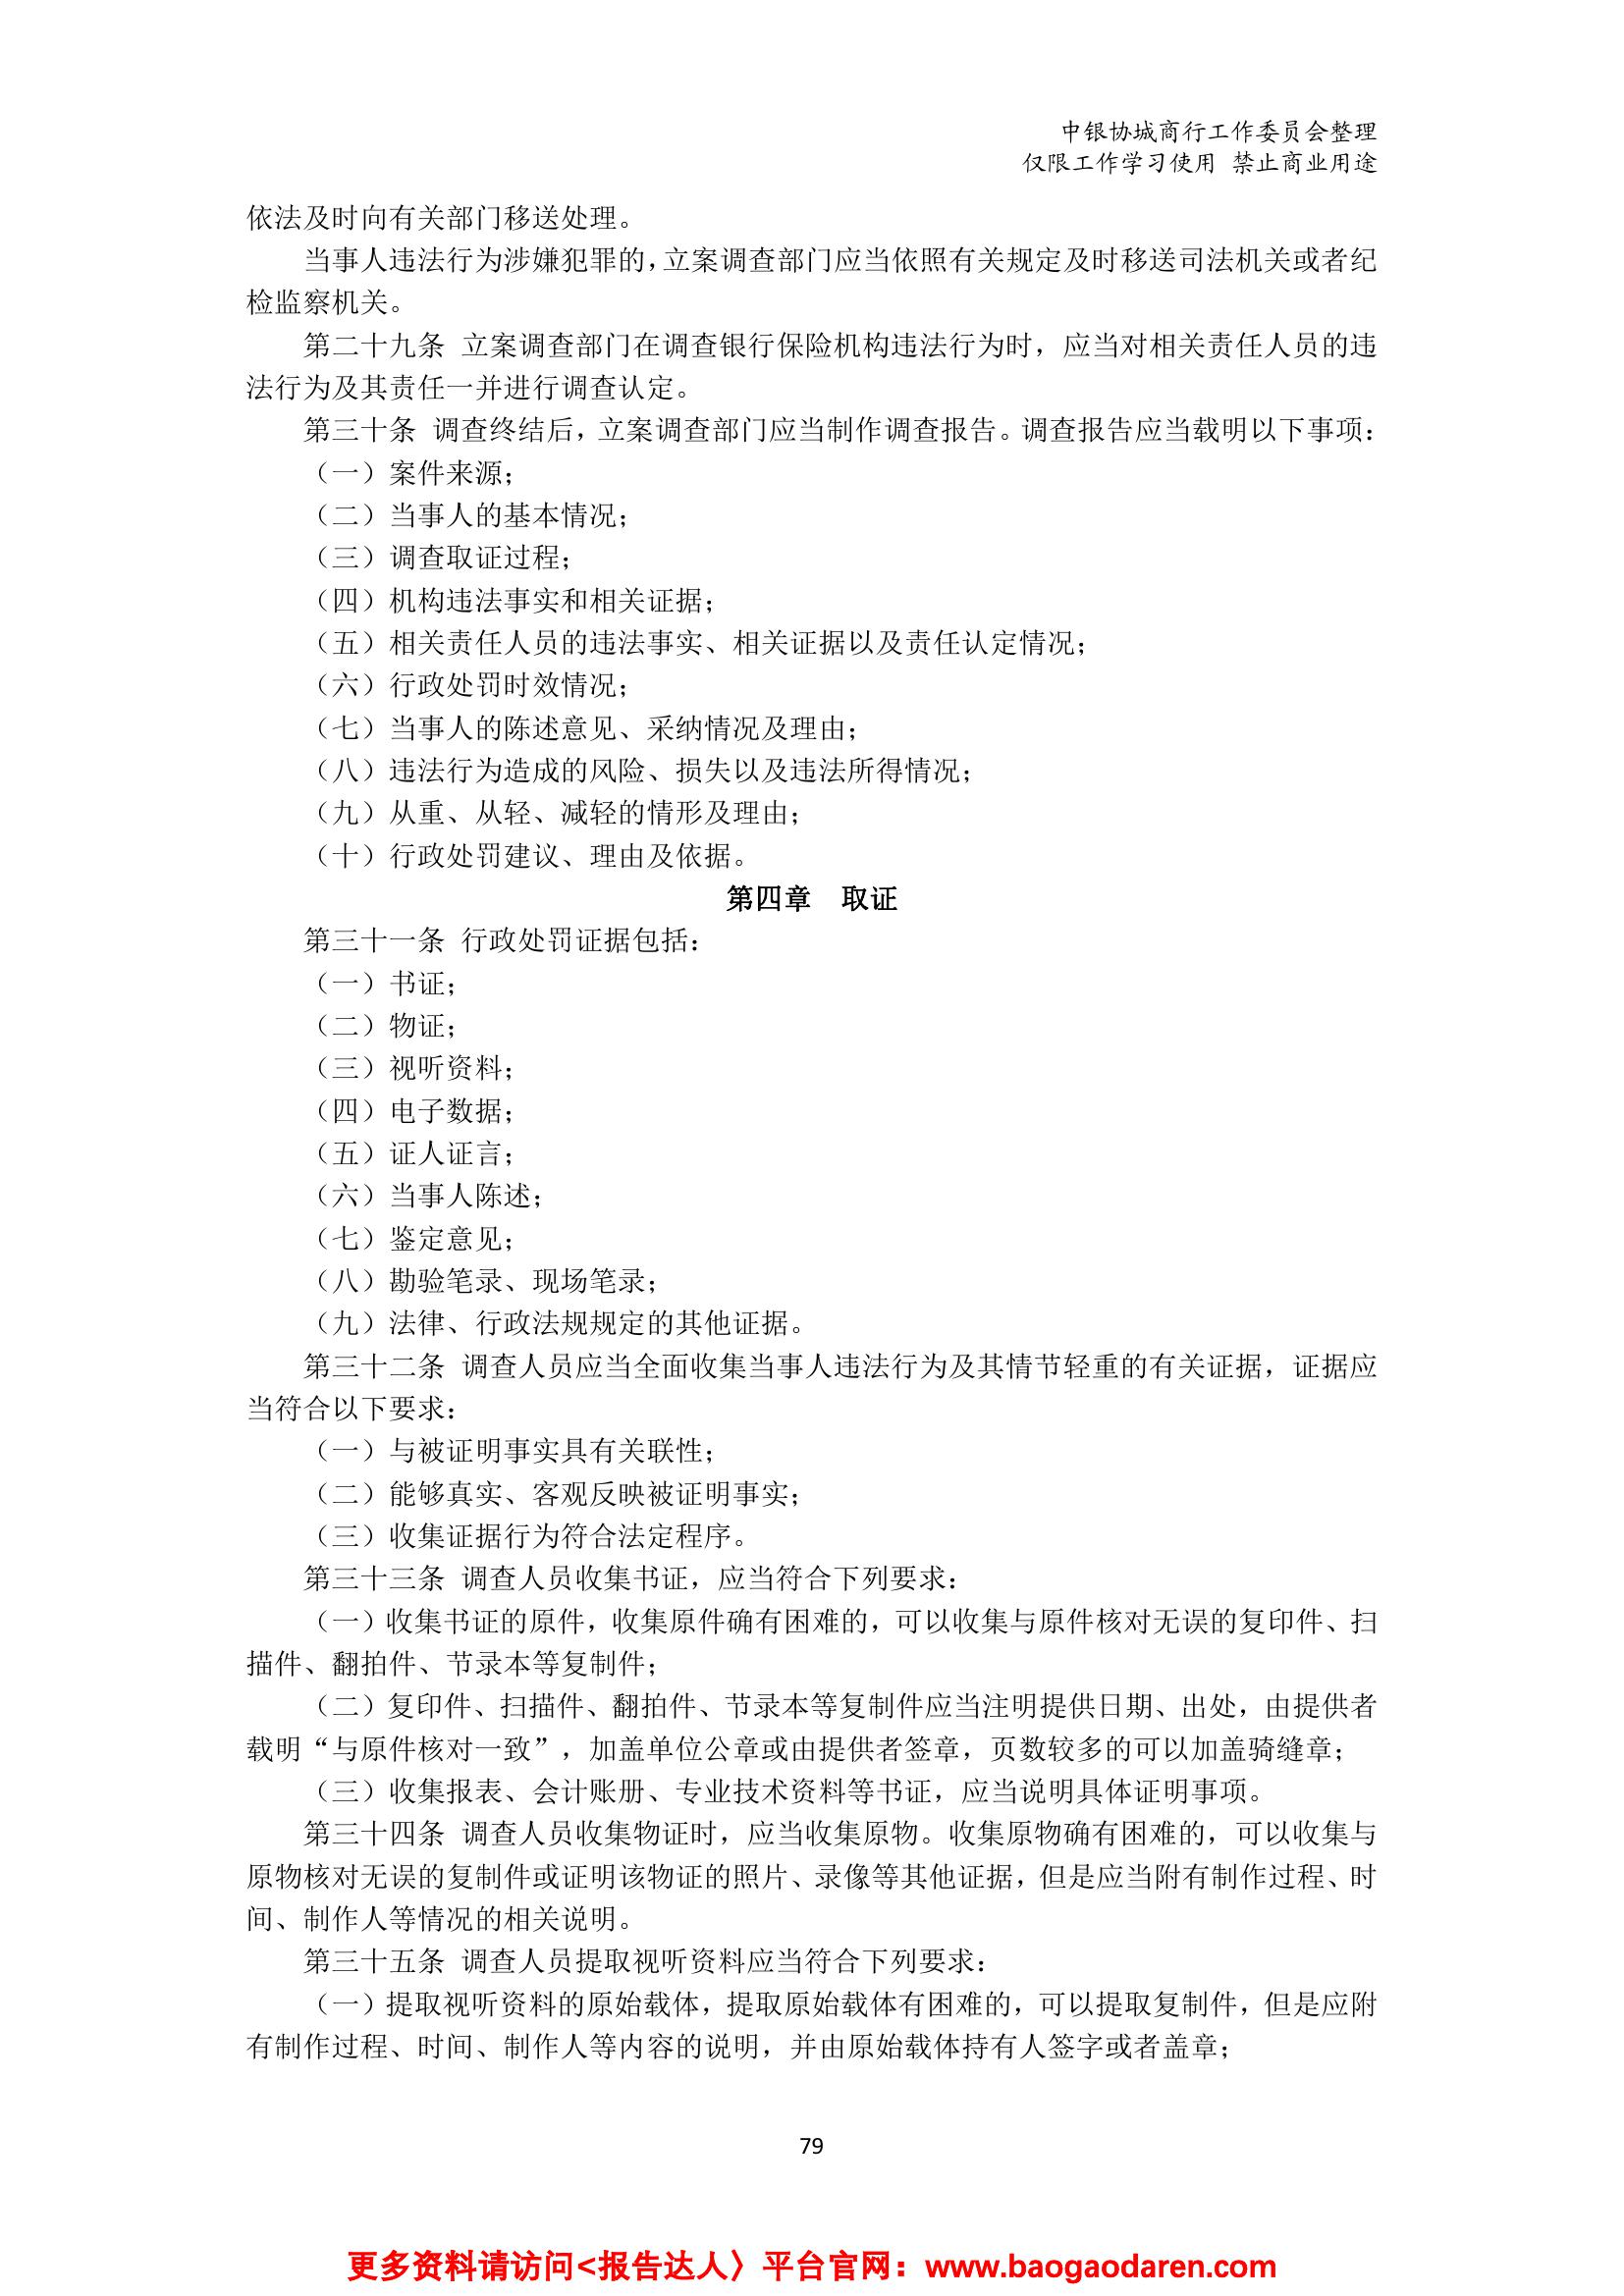 中银协城商行工作委员会整理
仅限工作学习使用 禁止商业用途
依法及时向有关部门移送处理。
当事人违法行为涉嫌犯罪的，立案调查部门应当依照有关规定及时移送司法机关或者纪
检监察机关。
第二十九条 立案调查部门在调查银行保险机构违法行为时，应当对相关责任人员的违
法行为及其责任一并进行调查认定。
第三十条 调查终结后，立案调查部门应当制作调查报告。调查报告应当载明以下事项：
（一）案件来源；
（二）当事人的基本情况；
（三）调查取证过程；
（四）机构违法事实和相关证据；
（五）相关责任人员的违法事实、相关证据以及责任认定情况；
（六）行政处罚时效情况；
（七）当事人的陈述意见、采纳情况及理由；
（八）违法行为造成的风险、损失以及违法所得情况；
（九）从重、从轻、减轻的情形及理由；
（十）行政处罚建议、理由及依据。
第四章　取证
第三十一条 行政处罚证据包括：
（一）书证；
（二）物证；
（三）视听资料；
（四）电子数据；
（五）证人证言；
（六）当事人陈述；
（七）鉴定意见；
（八）勘验笔录、现场笔录；
（九）法律、行政法规规定的其他证据。
第三十二条 调查人员应当全面收集当事人违法行为及其情节轻重的有关证据，证据应
当符合以下要求：
（一）与被证明事实具有关联性；
（二）能够真实、客观反映被证明事实；
（三）收集证据行为符合法定程序。
第三十三条 调查人员收集书证，应当符合下列要求：
（一）收集书证的原件，收集原件确有困难的，可以收集与原件核对无误的复印件、扫
描件、翻拍件、节录本等复制件；
（二）复印件、扫描件、翻拍件、节录本等复制件应当注明提供日期、出处，由提供者
载明“与原件核对一致”，加盖单位公章或由提供者签章，页数较多的可以加盖骑缝章；
（三）收集报表、会计账册、专业技术资料等书证，应当说明具体证明事项。
第三十四条 调查人员收集物证时，应当收集原物。收集原物确有困难的，可以收集与
原物核对无误的复制件或证明该物证的照片、录像等其他证据，但是应当附有制作过程、时
间、制作人等情况的相关说明。
第三十五条 调查人员提取视听资料应当符合下列要求：
（一）提取视听资料的原始载体，提取原始载体有困难的，可以提取复制件，但是应附
有制作过程、时间、制作人等内容的说明，并由原始载体持有人签字或者盖章；
79
更多资料请访问<报告达人〉平台官网：www.baogaodaren.com